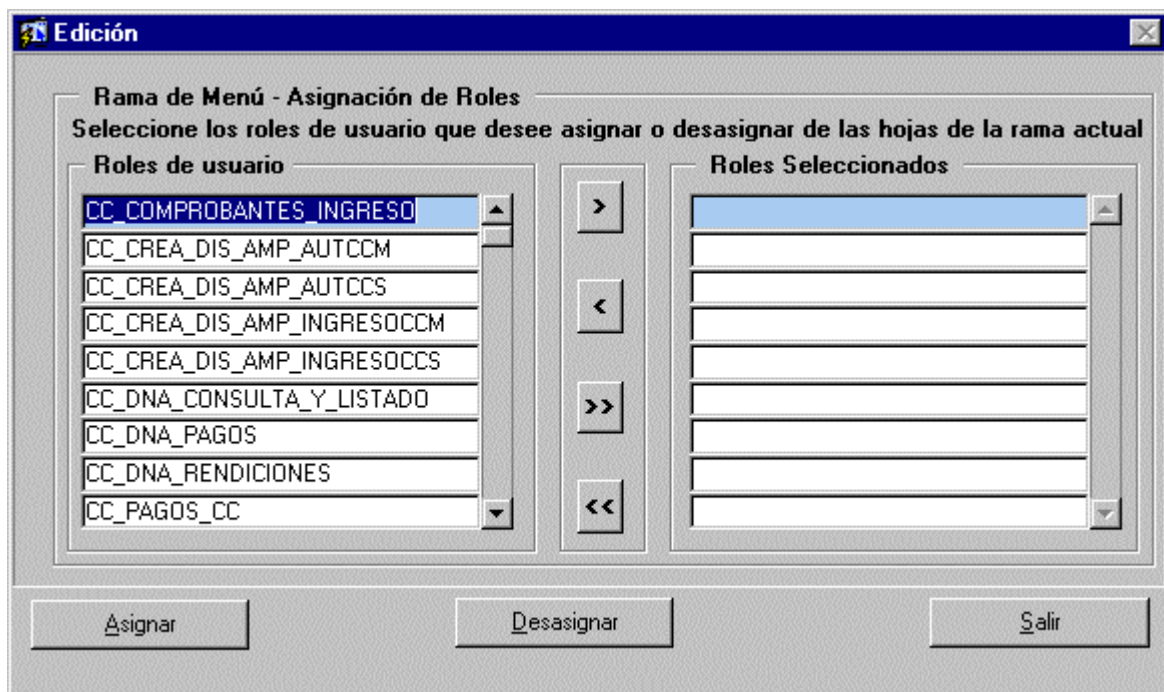 Edición
Rama de Menú - Asignación de Roles
Seleccione los roles de usuario que desee asignar o desasignar de las hojas de la rama actual
Roles de usuario
CC_COMPROBANTES_INGRESO
CC_CREA_DIS_AMP_AUTCCM
CC_CREA_DIS_AMP_AUTCCS
CC_CREA_DIS_AMP_INGRESOCCM
CC_CREA_DIS_AMP_INGRESOCCS
CC_DNA_CONSULTA_Y_LISTADO
CC_DNA_PAGOS
CC_DNA_RENDICIONES
CC_PAGOS_CC
>
<
>>
<<
Roles Seleccionados
Asignar
Desasignar
Salir